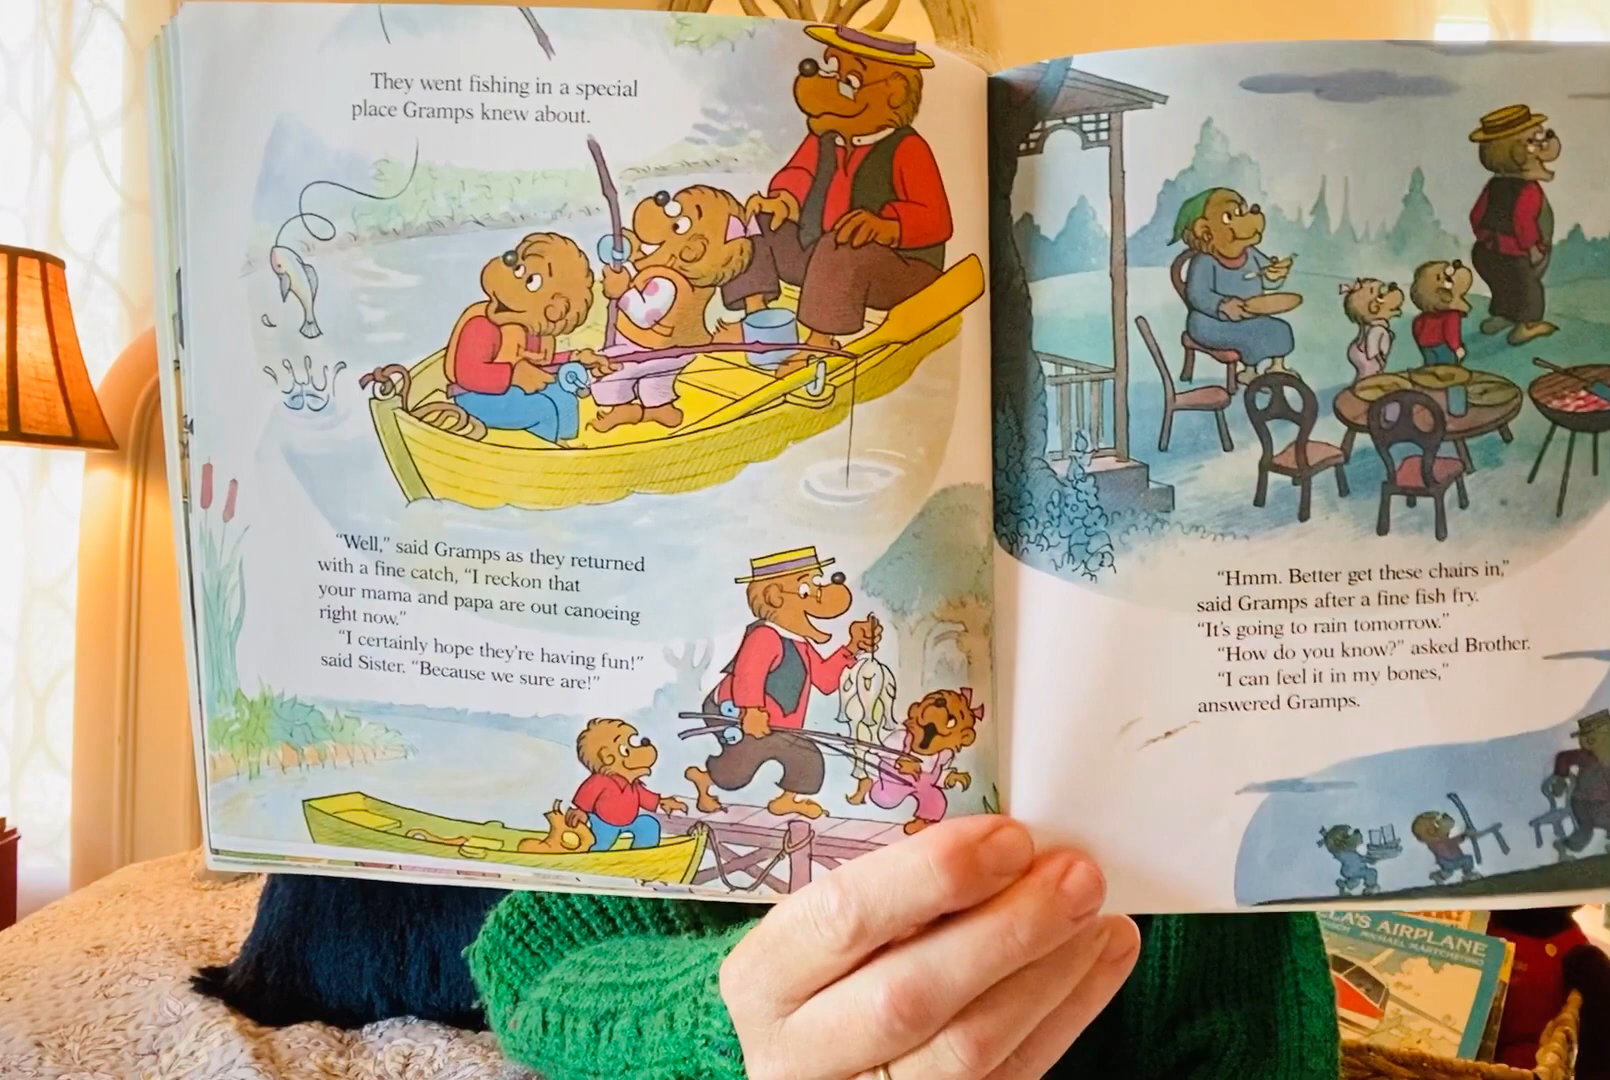 They went fishing in a special
place Gramps knew about.
“Well,” said Gramps as they returned
with a fine catch, “I reckon that
your mama and papa are out canoeing
right now.”
“I certainly hope they’re having fun!”
said Sister. “Because we sure are!”
“Hmm. Better get these chairs in,”
said Gramps after a fine fish fry.
“It’s going to rain tomorrow.”
“How do you know?” asked Brother.
“I can feel it in my bones,”
answered Gramps.
LA'S AIRPLANE
MICHAEL